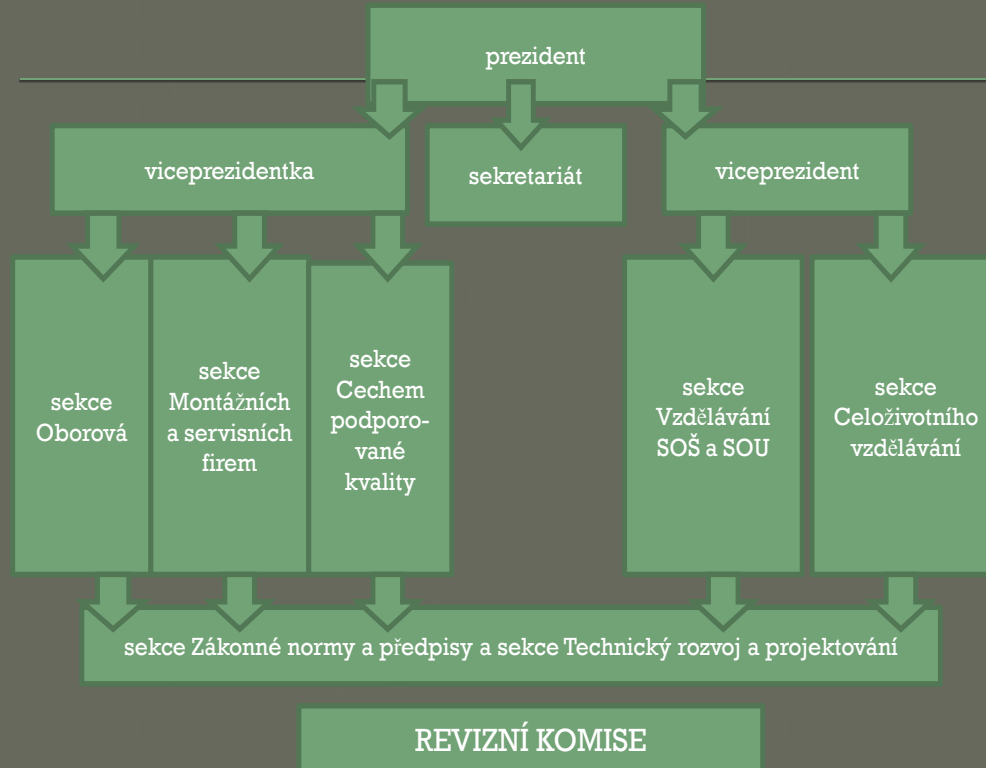 prezident
viceprezidentka
sekretariát
viceprezident
sekce
Oborová
sekce
Montážních
a servisních
firem
sekce
Cechem
podporo-
vané
kvality
sekce
Vzdělávání
SOŠ a SOU
sekce
Celoživotního
vzdělávání
sekce Zákonné normy a předpisy a sekce Technický rozvoj a projektování
REVIZNÍ KOMISE